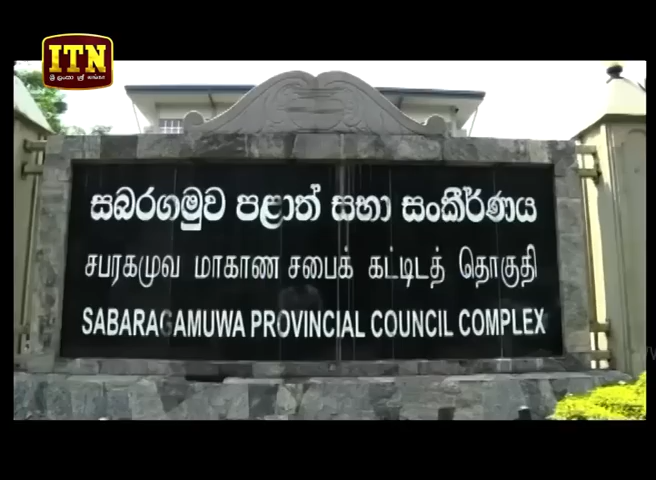 ITN
සබරගමුව පළාත් සභා සංකීර්ණය
சபரகமுவ மாகாண சபைக் கட்டிடத் தொகுதி
SABARAGAMUWA PROVINCIAL COUNCIL COMPLEX